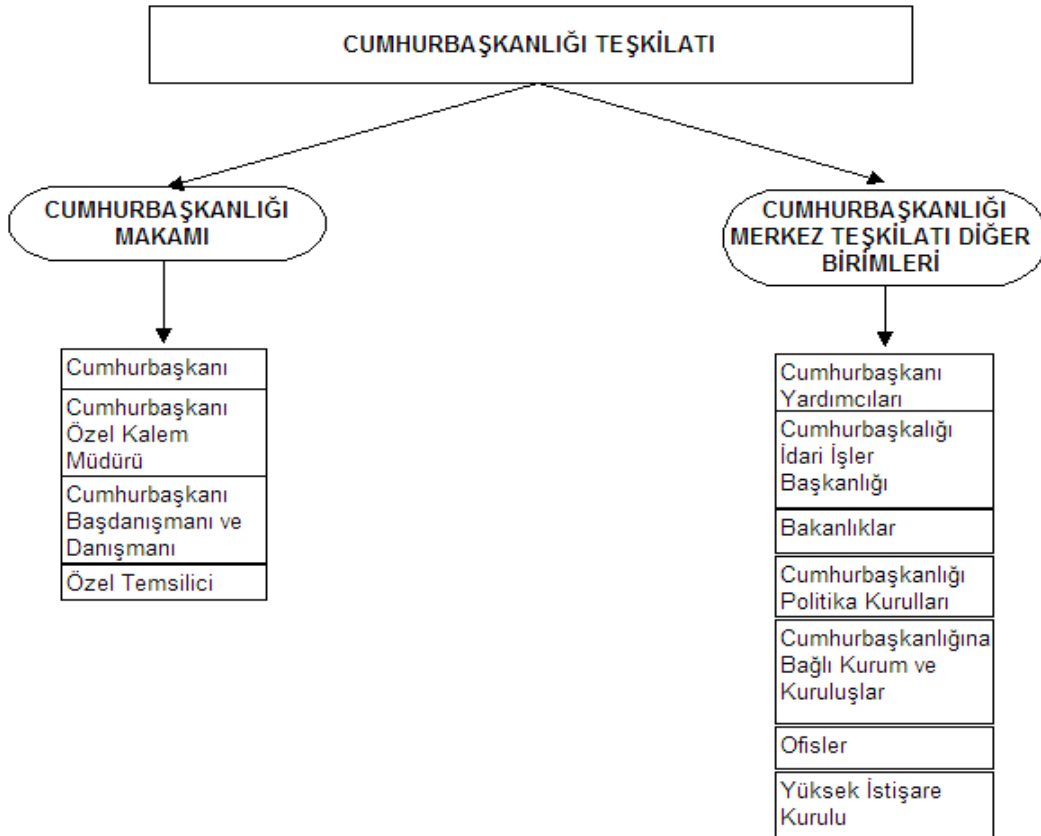 CUMHURBAŞKANLIĞI TEŞKİLATI
CUMHURBAŞKANLIĞI
MAKAMI
Cumhurbaşkanı
Cumhurbaşkanı
Özel Kalem
Müdürü
Cumhurbaşkanı
Başdanışmanı ve
Danışmanı
Özel Temsilici
CUMHURBAŞKANLIĞI
MERKEZ TEŞKİLATI DİĞER
BİRİMLERİ
Cumhurbaşkanı
Yardımcıları
Cumhurbaşkalığı
İdari İşler
Başkanlığı
Bakanlıklar
Cumhurbaşkanlığı
Politika Kurulları
Cumhurbaşkanlığına
Bağlı Kurum ve
Kuruluşlar
Ofisler
Yüksek İstişare
Kurulu